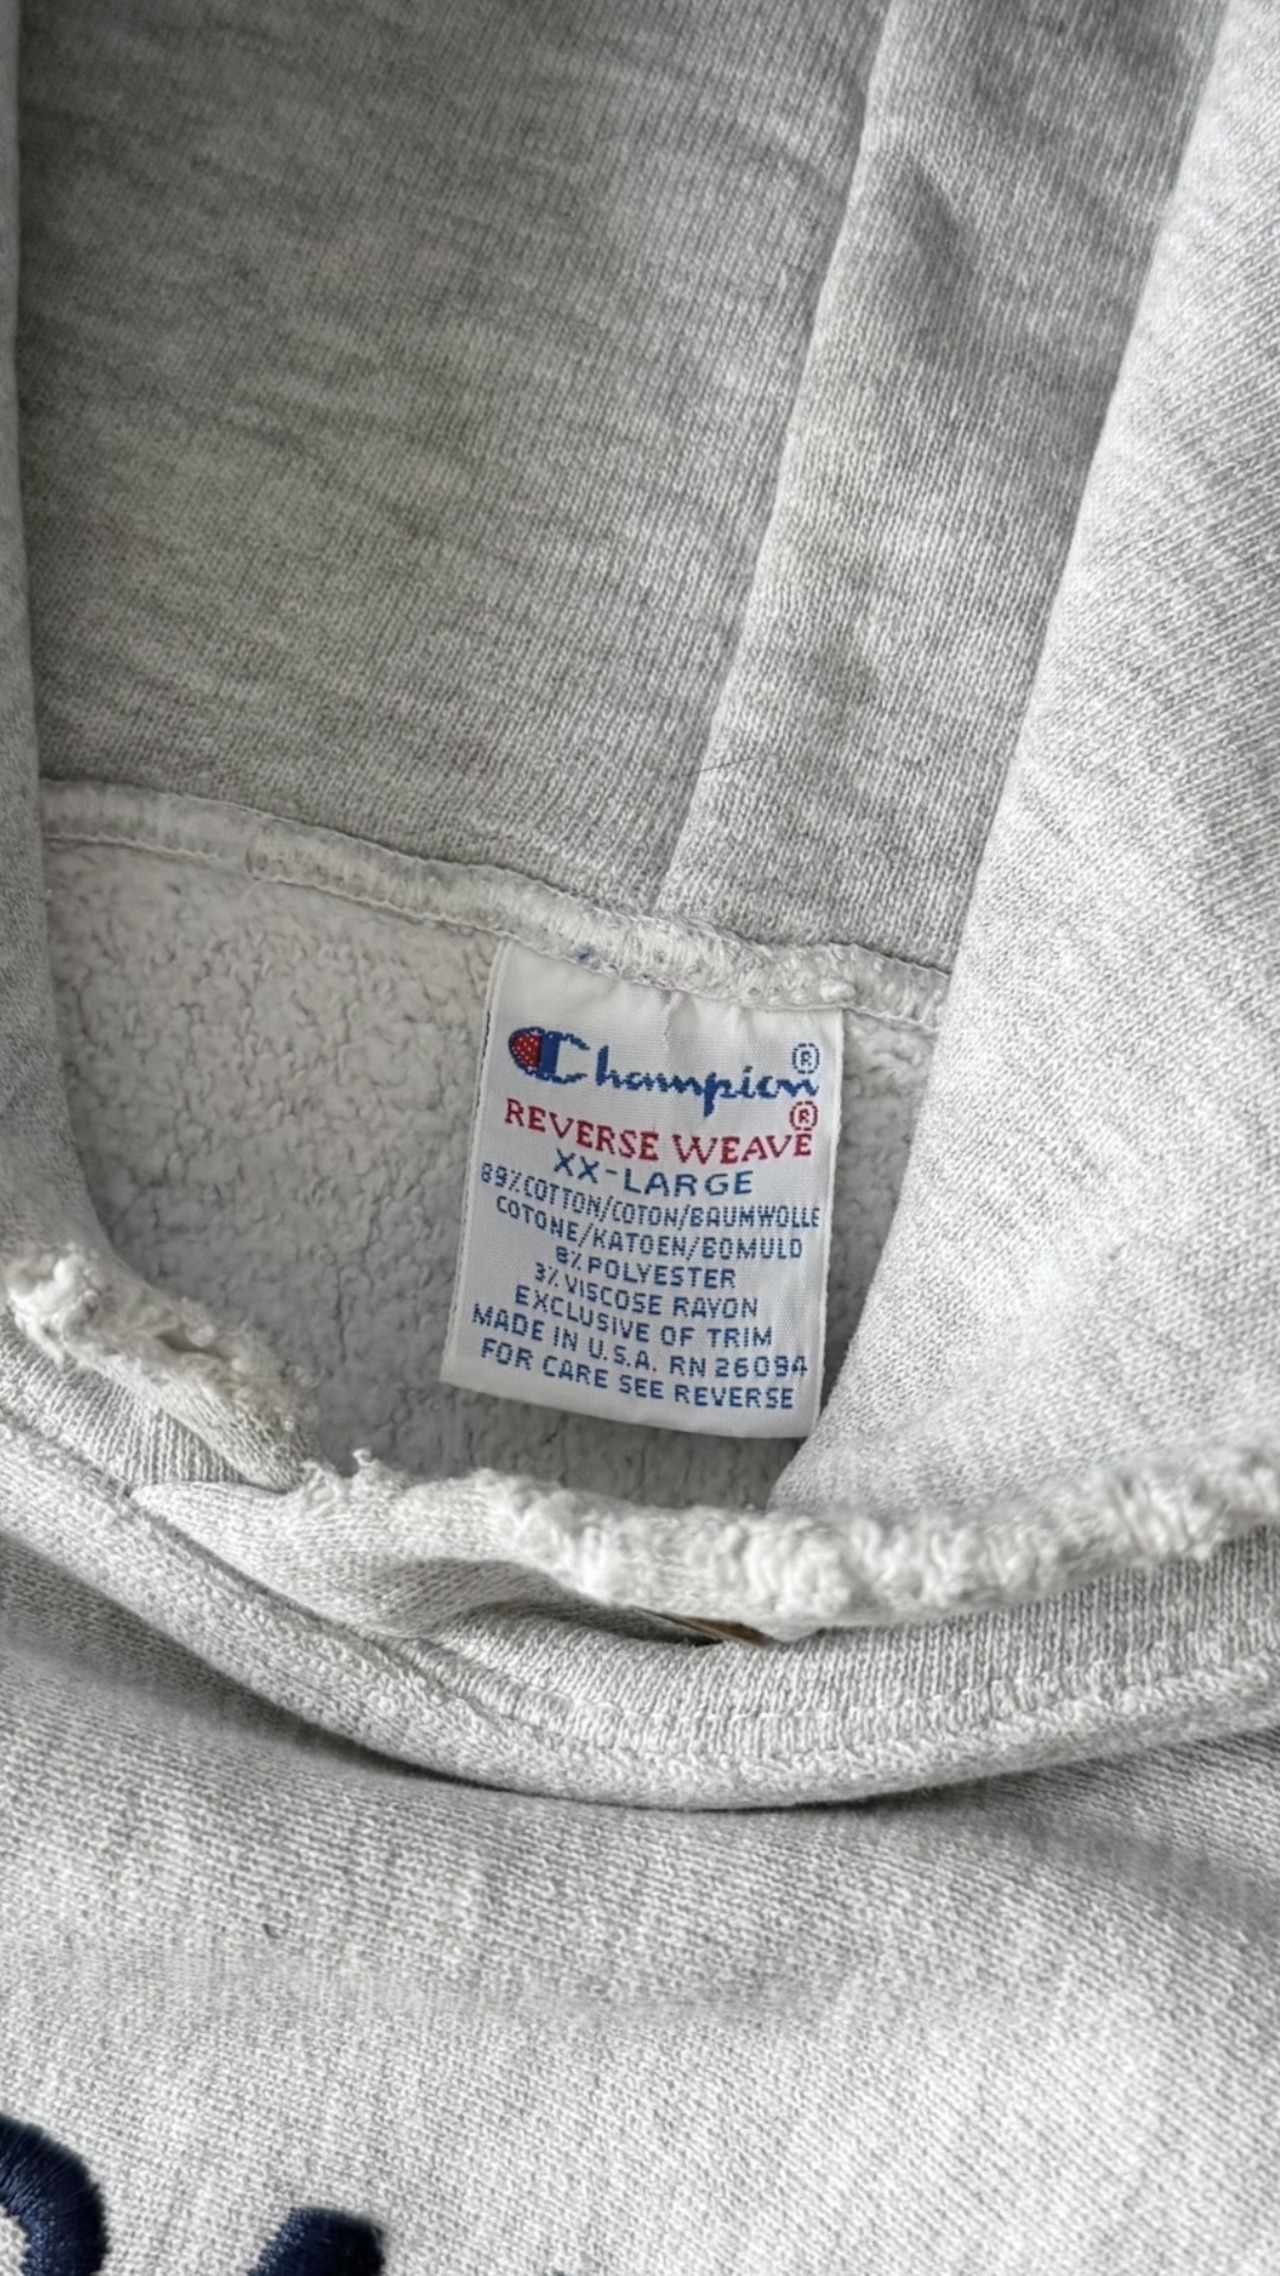 Champion®
REVERSE WEAVE®
XX-LARGE
89%COTTON/COTON/BAUMWOLLE
COTONE/KATOEN/BOMULD
8%POLYESTER
3%VISCOSE RAYON
EXCLUSIVE OF TRIM
MADE IN U.S.A. RN 26094
FOR CARE SEE REVERSE